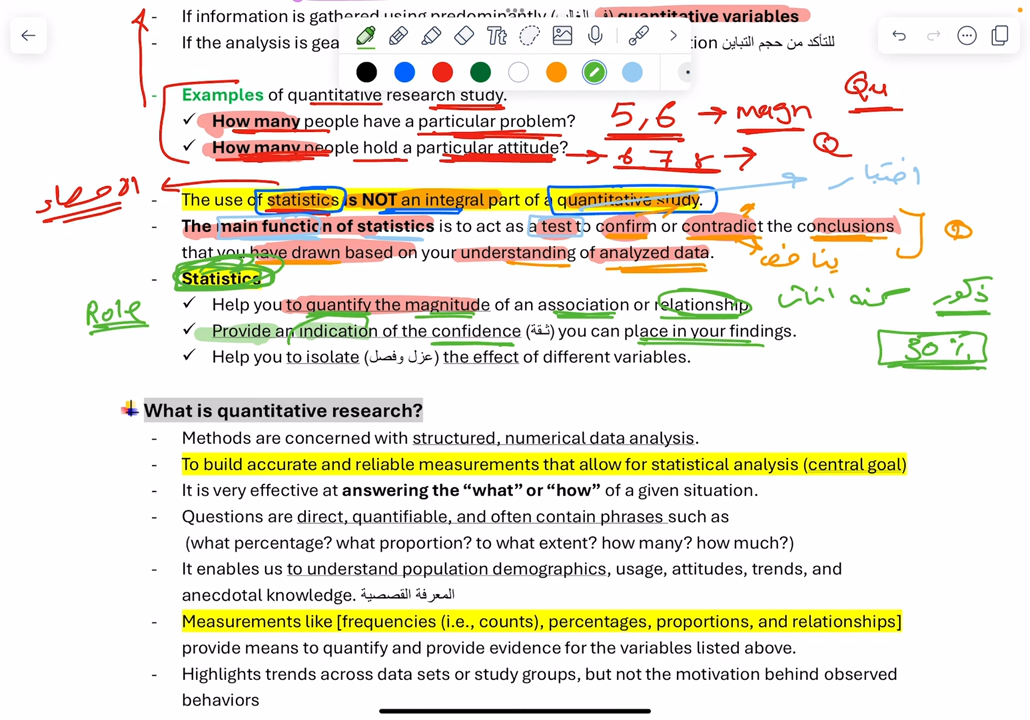 - If information is gathered using predominantly (في الغالب) quantitative variables
- If the analysis is gea
tion للتأكد من حجم التباين
Tt
- Examples of quantitative research study.
✓ How many people have a particular problem?
5,6 → magn
Qu
✓ How many people hold a particular attitude?
→ 6 7 8 →
Q
الاحصاء
- The use of statistics is NOT an integral part of a quantitative study.
اختبار
- The main function of statistics is to act as a test to confirm or contradict the conclusions
that you have drawn based on your understanding of analyzed data.
يناقض
- Statistics
Role
✓ Help you to quantify the magnitude of an association or relationship
ذكور
✓ Provide an indication of the confidence (ثقة) you can place in your findings.
30 %
✓ Help you to isolate (عزل وفصل) the effect of different variables.
What is quantitative research?
- Methods are concerned with structured, numerical data analysis.
- To build accurate and reliable measurements that allow for statistical analysis (central goal)
- It is very effective at answering the “what” or “how” of a given situation.
- Questions are direct, quantifiable, and often contain phrases such as
(what percentage? what proportion? to what extent? how many? how much?)
- It enables us to understand population demographics, usage, attitudes, trends, and
anecdotal knowledge. المعرفة القصصية
- Measurements like [frequencies (i.e., counts), percentages, proportions, and relationships]
provide means to quantify and provide evidence for the variables listed above.
- Highlights trends across data sets or study groups, but not the motivation behind observed
behaviors